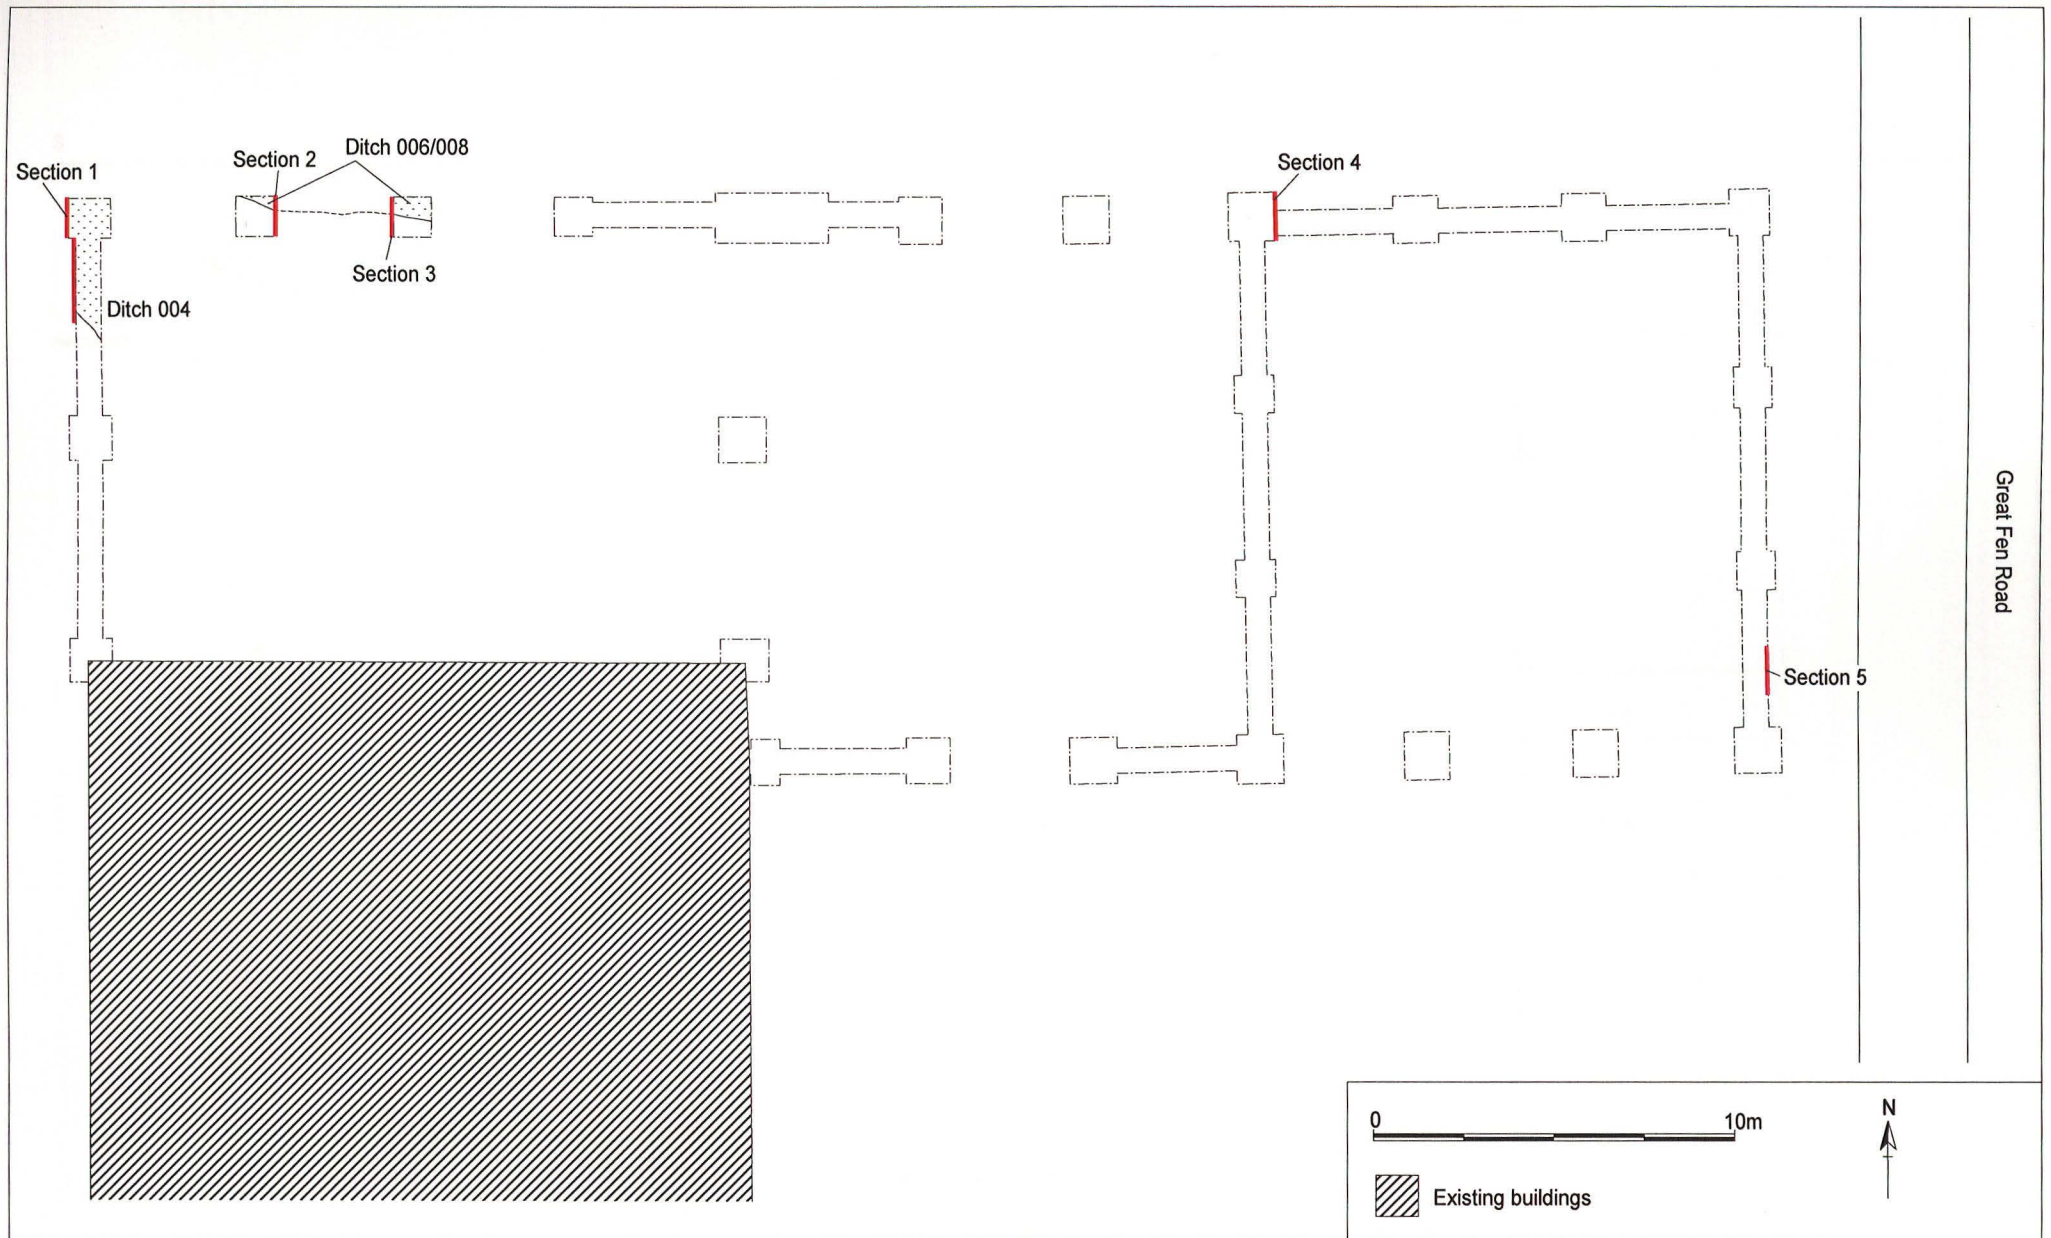 Section 1
Section 2
Ditch 006/008
Section 3
Ditch 004
Section 4
Section 5
Great Fen Road
0
10m
N
Existing buildings